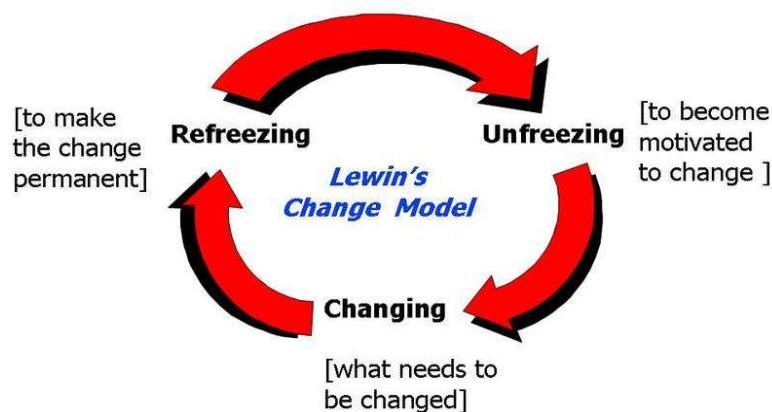 [to make
the change
permanent]
Refreezing
Unfreezing
[to become
motivated
to change ]
Lewin's
Change Model
Changing
[what needs to
be changed]